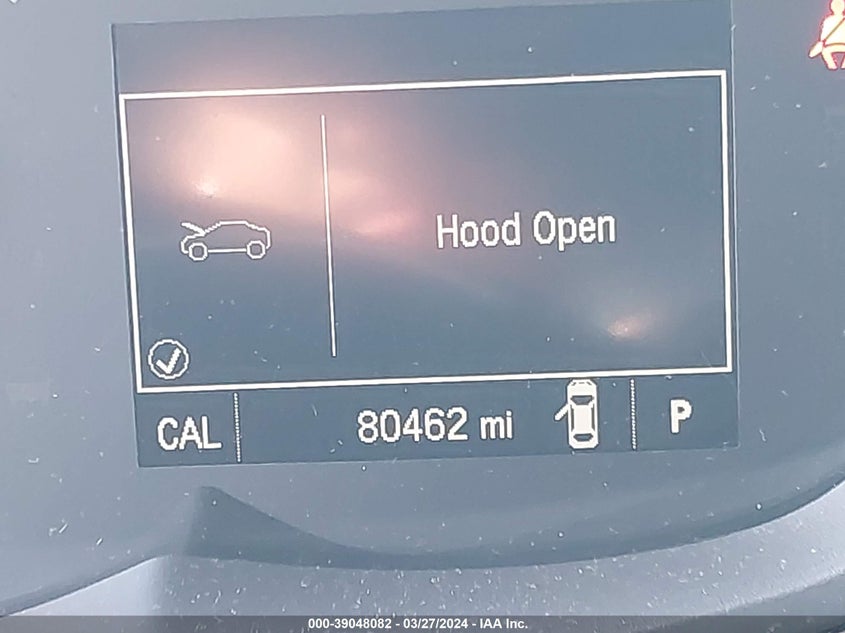 Hood Open
CAL 80462 mi P
000-39048082 - 03/27/2024 - IAA Inc.